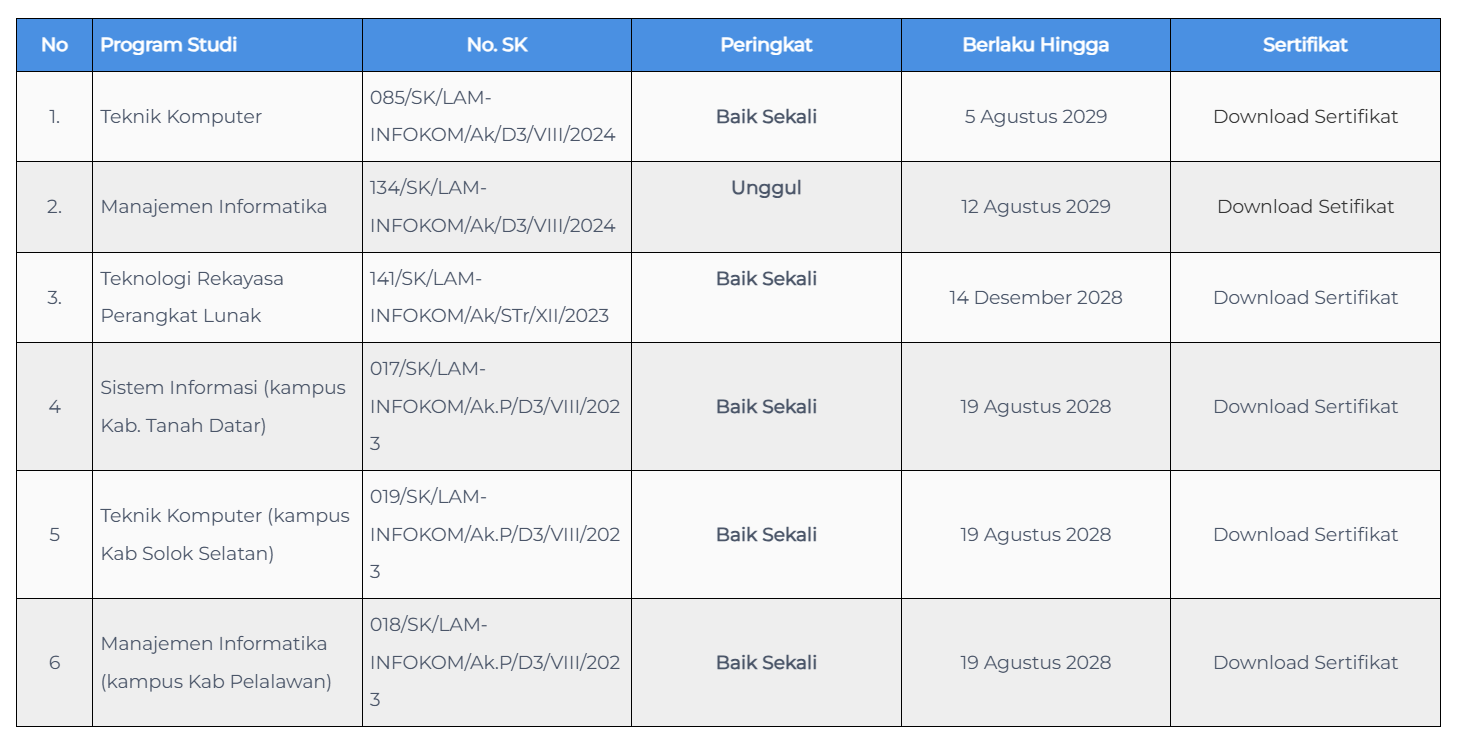 No Program Studi No. SK Peringkat Berlaku Hingga Sertifikat
1. Teknik Komputer 085/SK/LAM-
INFOKOM/Ak/D3/VIII/2024 Baik Sekali 5 Agustus 2029 Download Sertifikat
2. Manajemen Informatika 134/SK/LAM-
INFOKOM/Ak/D3/VIII/2024 Unggul 12 Agustus 2029 Download Setifikat
3. Teknologi Rekayasa
Perangkat Lunak 141/SK/LAM-
INFOKOM/Ak/STr/XII/2023 Baik Sekali 14 Desember 2028 Download Sertifikat
4 Sistem Informasi (kampus
Kab. Tanah Datar) 017/SK/LAM-
INFOKOM/Ak.P/D3/VIII/202
3 Baik Sekali 19 Agustus 2028 Download Sertifikat
5 Teknik Komputer (kampus
Kab Solok Selatan) 019/SK/LAM-
INFOKOM/Ak.P/D3/VIII/202
3 Baik Sekali 19 Agustus 2028 Download Sertifikat
6 Manajemen Informatika
(kampus Kab Pelalawan) 018/SK/LAM-
INFOKOM/Ak.P/D3/VIII/202
3 Baik Sekali 19 Agustus 2028 Download Sertifikat